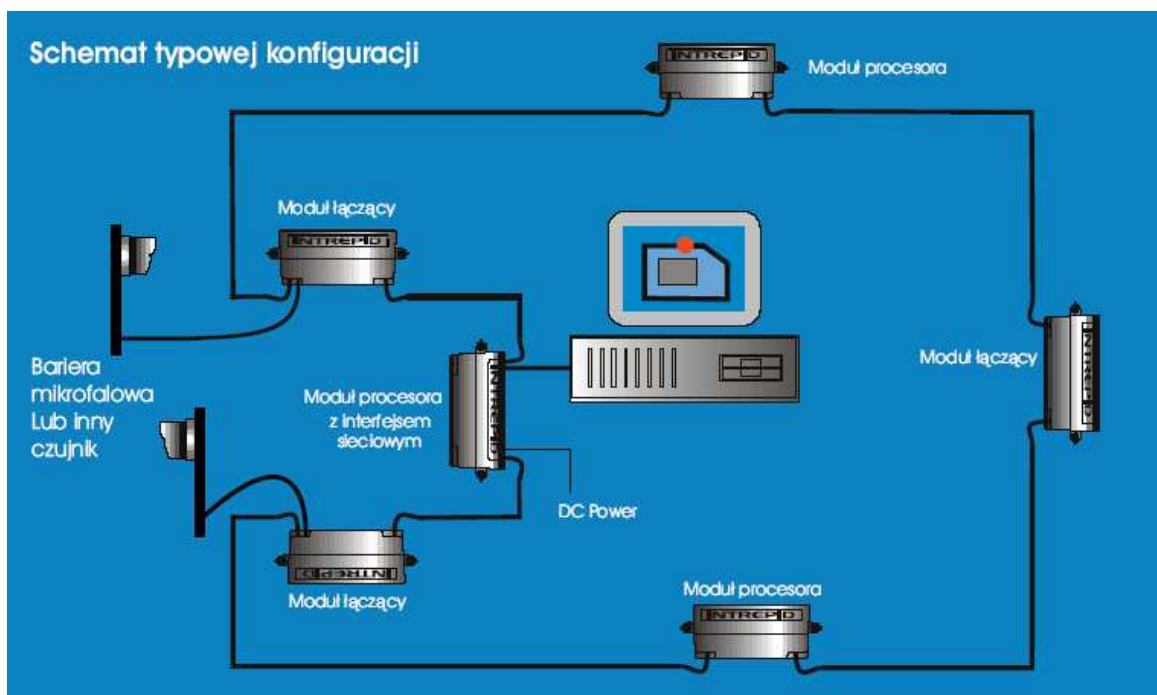 Schemat typowej konfiguracji
INTREPID
Moduł procesora
Moduł łączący
INTREPID
Bariera
mikrofalowa
Lub inny
czujnik
Moduł procesora
z interfejsem
sieciowym
INTREPID
DC Power
Moduł łączący
INTREPID
INTREPID
Moduł łączący
Moduł procesora
INTREPID